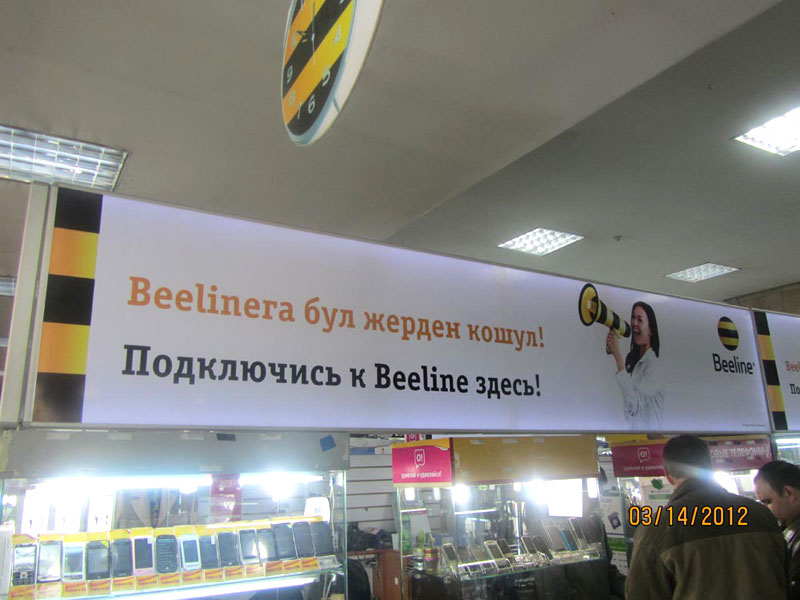 Beelineга бул жерден кошул!
Подключись к Beeline здесь!
Beeline
О!
О!
03/14/2012